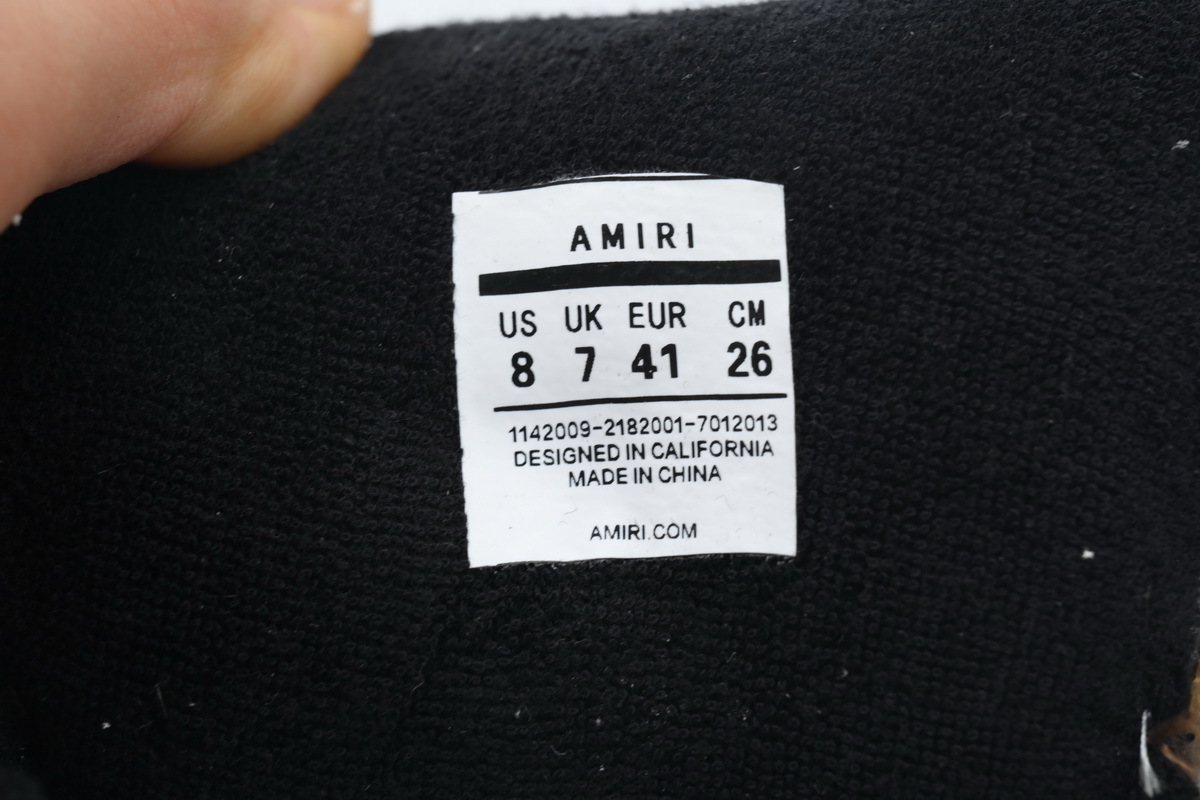 AMIRI
US UK EUR CM
8 7 41 26
1142009-2182001-7012013
DESIGNED IN CALIFORNIA
MADE IN CHINA
AMIRI.COM